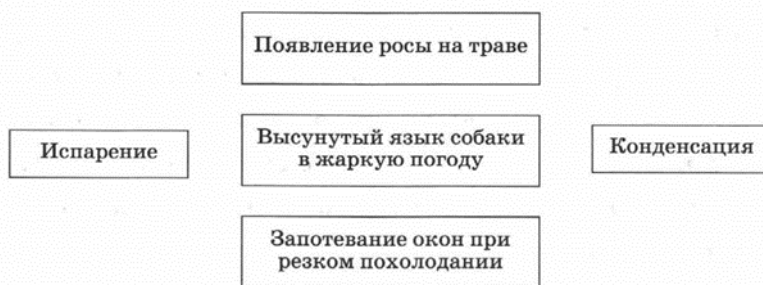 Появление росы на траве
Испарение
Высунутый язык собаки
в жаркую погоду
Конденсация
Запотевание окон при
резком похолодании